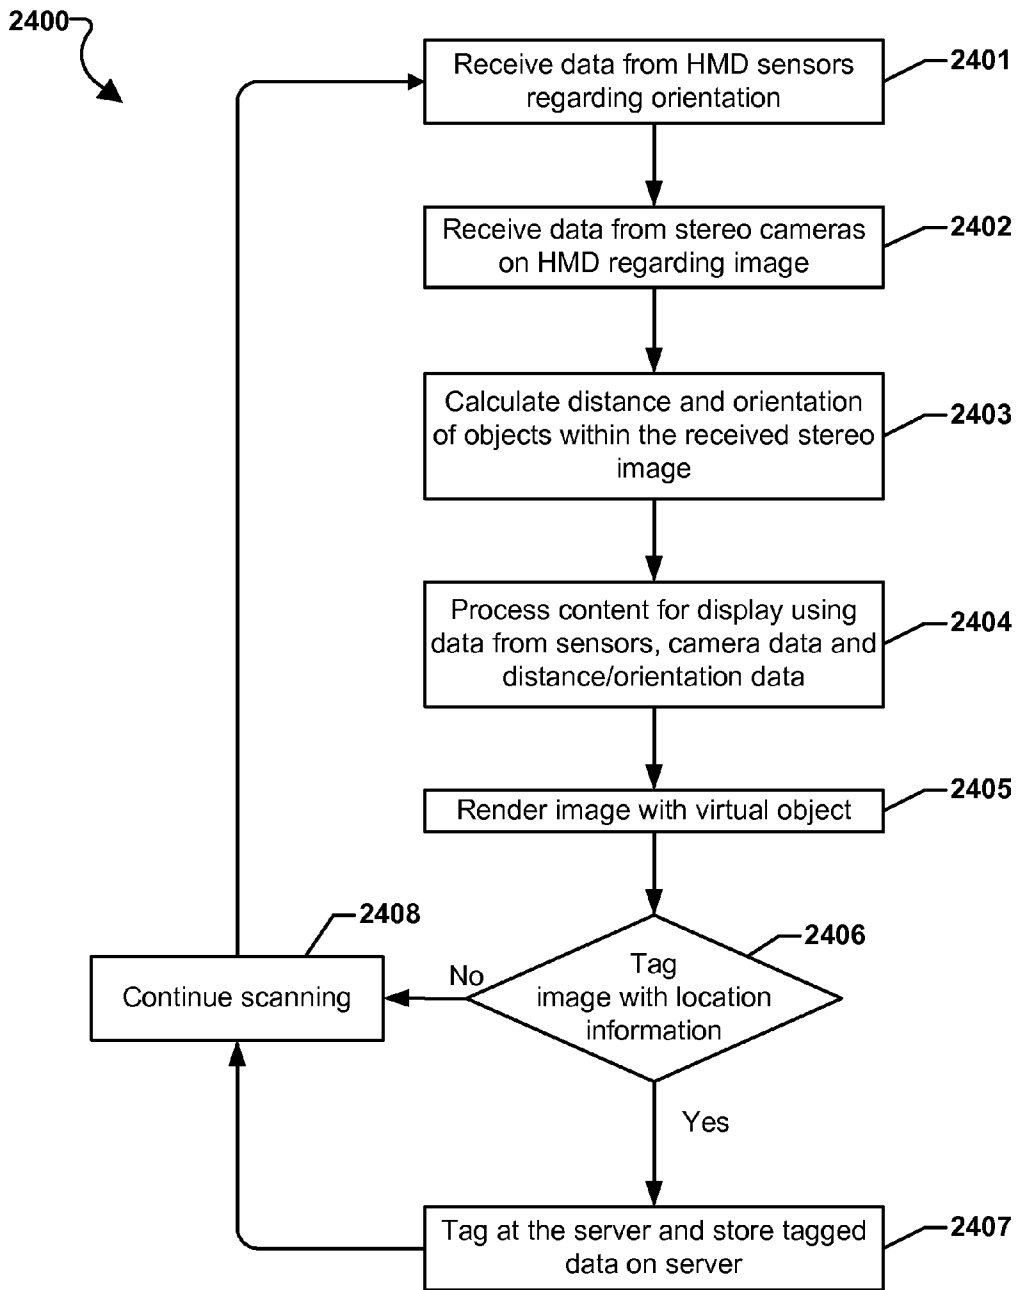 2400
Receive data from HMD sensors
regarding orientation
2401
Receive data from stereo cameras
on HMD regarding image
2402
Calculate distance and orientation
of objects within the received stereo
image
2403
Process content for display using
data from sensors, camera data and
distance/orientation data
2404
Render image with virtual object
2405
Tag
image with location
information
2406
No
Continue scanning
2408
Yes
Tag at the server and store tagged
data on server
2407